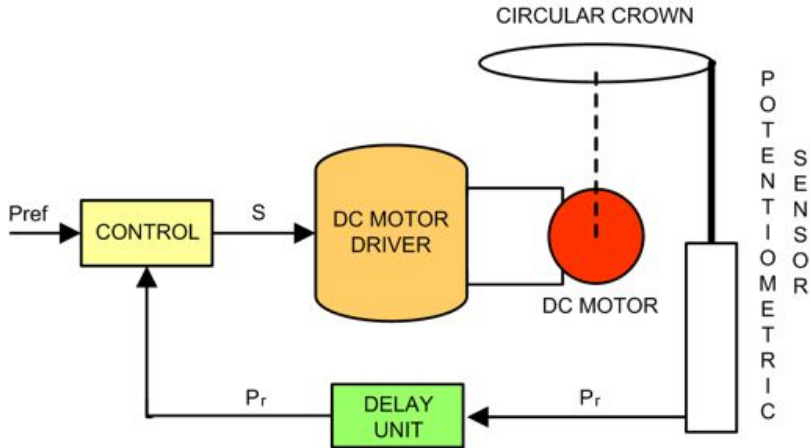 CIRCULAR CROWN
POTENTIOMETRIC
SENSOR
Pref
CONTROL
S
DC MOTOR
DRIVER
DC MOTOR
Pr
DELAY
UNIT
Pr